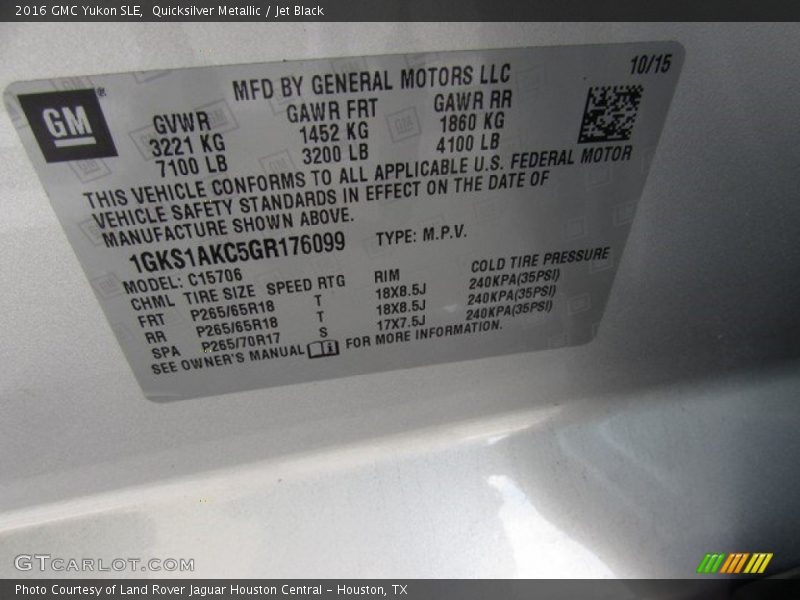 2016 GMC Yukon SLE, Quicksilver Metallic / Jet Black
MFD BY GENERAL MOTORS LLC 10/15
GM®
GVWR GAWR FRT GAWR RR
3221 KG 1452 KG 1860 KG
7100 LB 3200 LB 4100 LB
THIS VEHICLE CONFORMS TO ALL APPLICABLE U.S. FEDERAL MOTOR
VEHICLE SAFETY STANDARDS IN EFFECT ON THE DATE OF
MANUFACTURE SHOWN ABOVE.
1GKS1AKC5GR176099 TYPE: M.P.V.
MODEL: C15706
CHML TIRE SIZE SPEED RTG RIM COLD TIRE PRESSURE
FRT P265/65R18 T 18X8.5J 240KPA(35PSI)
RR P265/65R18 T 18X8.5J 240KPA(35PSI)
SPA P265/70R17 S 17X7.5J 240KPA(35PSI)
SEE OWNER'S MANUAL FOR MORE INFORMATION.
GTCARLOT.COM
Photo Courtesy of Land Rover Jaguar Houston Central - Houston, TX